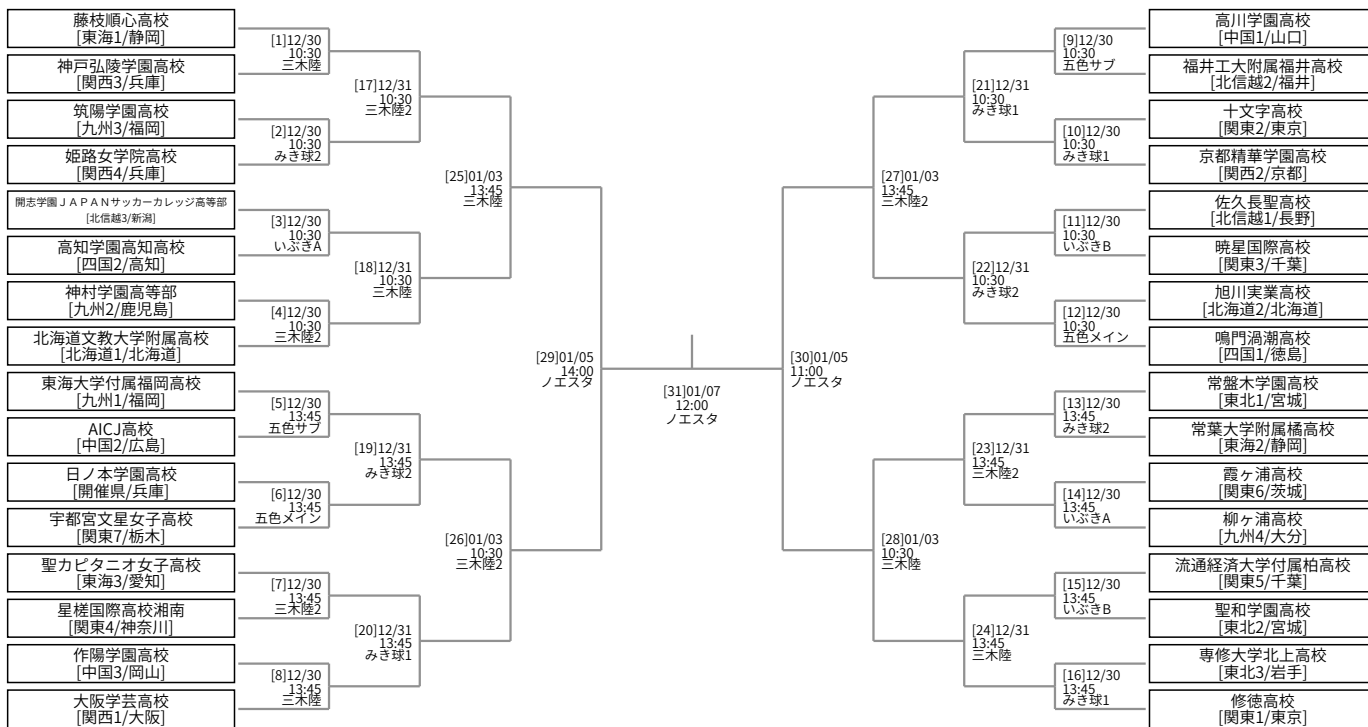 藤枝順心高校
[東海1/静岡]
神戸弘陵学園高校
[関西3/兵庫]
筑陽学園高校
[九州3/福岡]
姫路女学院高校
[関西4/兵庫]
開志学園ＪＡＰＡＮサッカーカレッジ高等部
[北信越3/新潟]
高知学園高知高校
[四国2/高知]
神村学園高等部
[九州2/鹿児島]
北海道文教大学附属高校
[北海道1/北海道]
東海大学付属福岡高校
[九州1/福岡]
AICJ高校
[中国2/広島]
日ノ本学園高校
[開催県/兵庫]
宇都宮文星女子高校
[関東7/栃木]
聖カピタニオ女子高校
[東海3/愛知]
星槎国際高校湘南
[関東4/神奈川]
作陽学園高校
[中国3/岡山]
大阪学芸高校
[関西1/大阪]
[1]12/30
10:30
三木陸
[2]12/30
10:30
みき球2
[3]12/30
10:30
いぶきA
[4]12/30
10:30
三木陸2
[5]12/30
13:45
五色サブ
[6]12/30
13:45
五色メイン
[7]12/30
13:45
三木陸2
[8]12/30
13:45
三木陸
[17]12/31
10:30
三木陸2
[18]12/31
10:30
三木陸
[19]12/31
13:45
みき球2
[20]12/31
13:45
みき球1
[25]01/03
13:45
三木陸
[26]01/03
10:30
三木陸2
[29]01/05
14:00
ノエスタ
[31]01/07
12:00
ノエスタ
[30]01/05
11:00
ノエスタ
[27]01/03
13:45
三木陸2
[28]01/03
10:30
三木陸
[21]12/31
10:30
みき球1
[22]12/31
10:30
みき球2
[23]12/31
13:45
三木陸2
[24]12/31
13:45
三木陸
[9]12/30
10:30
五色サブ
[10]12/30
10:30
みき球1
[11]12/30
10:30
いぶきB
[12]12/30
10:30
五色メイン
[13]12/30
13:45
みき球2
[14]12/30
13:45
いぶきA
[15]12/30
13:45
いぶきB
[16]12/30
13:45
みき球1
高川学園高校
[中国1/山口]
福井工大附属福井高校
[北信越2/福井]
十文字高校
[関東2/東京]
京都精華学園高校
[関西2/京都]
佐久長聖高校
[北信越1/長野]
暁星国際高校
[関東3/千葉]
旭川実業高校
[北海道2/北海道]
鳴門渦潮高校
[四国1/徳島]
常盤木学園高校
[東北1/宮城]
常葉大学附属橘高校
[東海2/静岡]
霞ヶ浦高校
[関東6/茨城]
柳ヶ浦高校
[九州4/大分]
流通経済大学付属柏高校
[関東5/千葉]
聖和学園高校
[東北2/宮城]
専修大学北上高校
[東北3/岩手]
修徳高校
[関東1/東京]